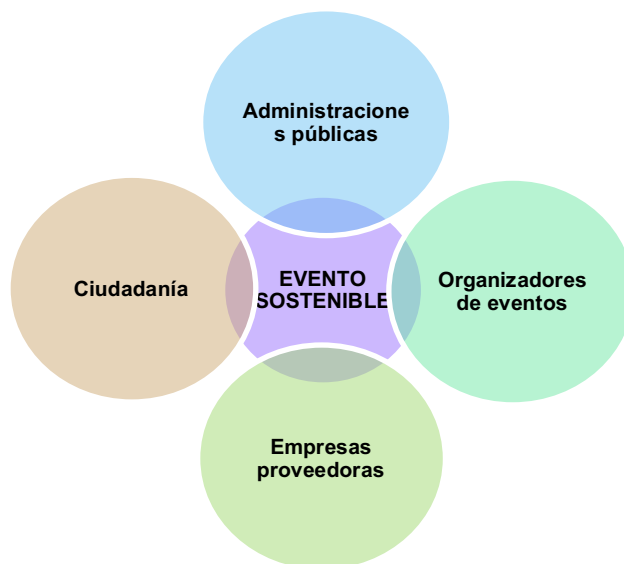 Administracione
s públicas
Ciudadanía
EVENTO
SOSTENIBLE
Organizadores
de eventos
Empresas
proveedoras